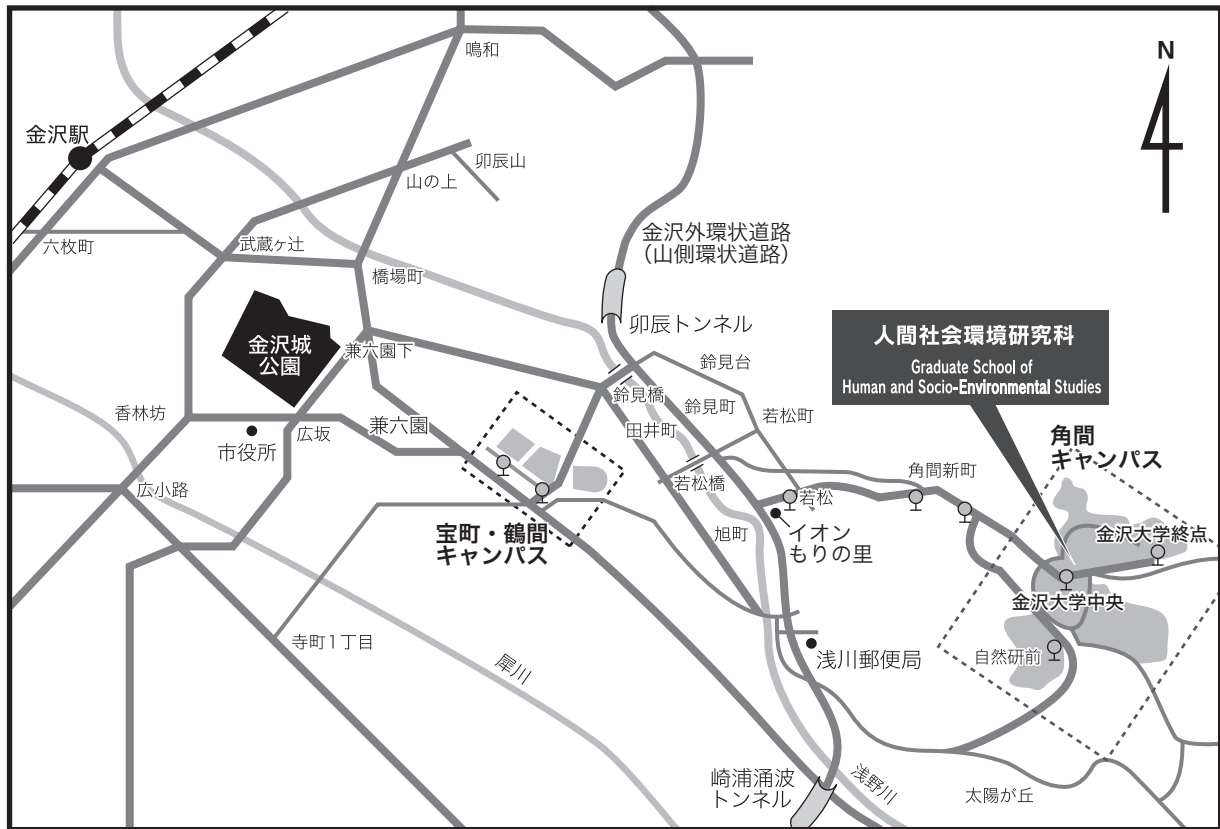 N
鳴和
金沢駅
卯辰山
山の上
金沢外環状道路
（山側環状道路）
六枚町
武蔵ヶ辻
橋場町
卯辰トンネル
人間社会環境研究科
Graduate School of
Human and Socio-Environmental Studies
金沢城
公園
兼六園下
鈴見台
鈴見橋
鈴見町
若松町
香林坊
市役所
広坂
兼六園
田井町
角間
キャンパス
角間新町
若松橋
若松
広小路
宝町・鶴間
キャンパス
旭町
イオン
もりの里
金沢大学終点
金沢大学中央
寺町1丁目
犀川
浅川郵便局
自然研前
崎浦涌波
トンネル
浅野川
太陽が丘